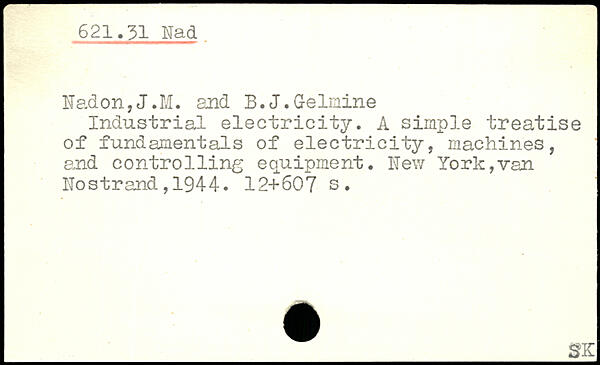 621.31 Nad
Nadon,J.M. and B.J.Gelmine
Industrial electricity. A simple treatise
of fundamentals of electricity, machines,
and controlling equipment. New York,van
Nostrand,1944. 12+607 s.
SK